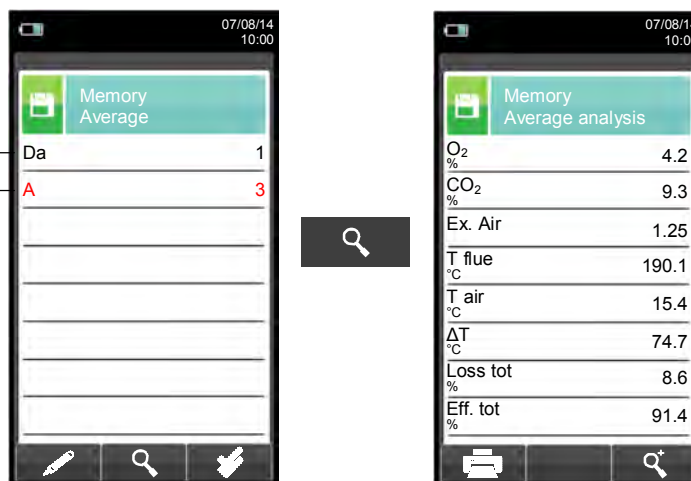 07/08/14
10:00
Memory
Average
Da 1
A 3
07/08/14
10:0
Memory
Average analysis
O₂
% 4.2
CO₂
% 9.3
Ex. Air 1.25
T flue
°C 190.1
T air
°C 15.4
ΔT
°C 74.7
Loss tot
% 8.6
Eff. tot
% 91.4